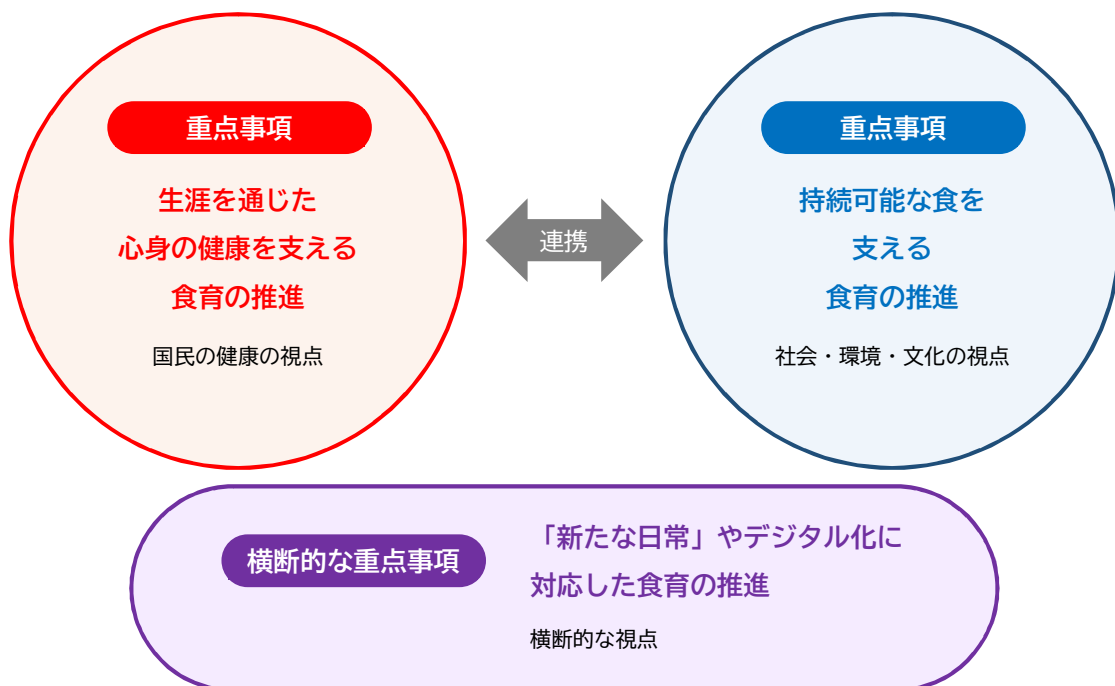 重点事項
生涯を通じた
心身の健康を支える
食育の推進
国民の健康の視点
連携
重点事項
持続可能な食を
支える
食育の推進
社会・環境・文化の視点
横断的な重点事項
「新たな日常」やデジタル化に
対応した食育の推進
横断的な視点